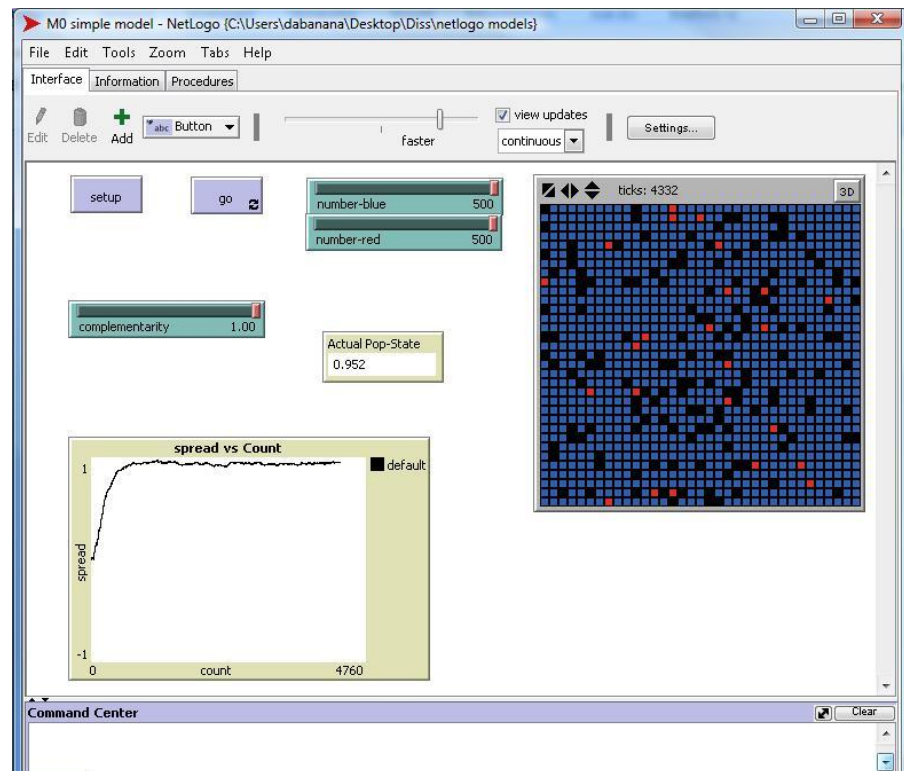 M0 simple model - NetLogo {C:\Users\dabanana\Desktop\Diss\netlogo models}
File Edit Tools Zoom Tabs Help
Interface Information Procedures
Edit Delete Add abc Button faster view updates continuous Settings...
setup
go
number-blue 500
number-red 500
ticks: 4332 3D
complementarity 1.00
Actual Pop-State
0.952
spread vs Count
1
default
spread
-1
0 count 4760
Command Center Clear